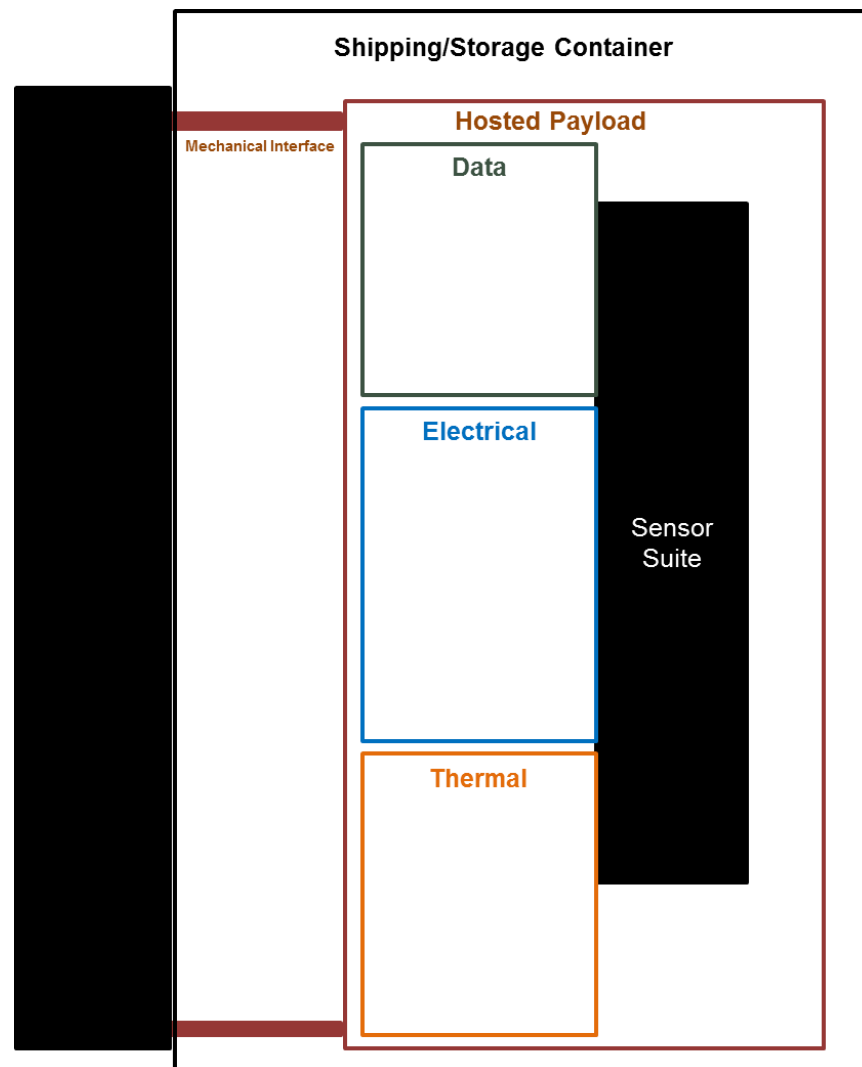 Shipping/Storage Container
Hosted Payload
Mechanical Interface
Data
Electrical
Sensor
Suite
Thermal